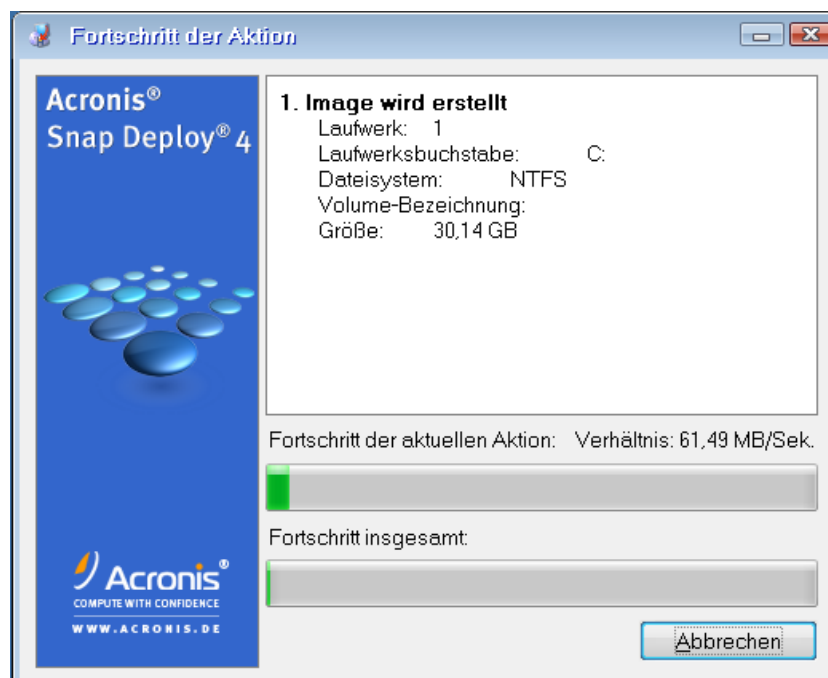 Fortschritt der Aktion
Acronis®
Snap Deploy® 4
1. Image wird erstellt
Laufwerk: 1
Laufwerksbuchstabe: C:
Dateisystem: NTFS
Volume-Bezeichnung:
Größe: 30,14 GB
Fortschritt der aktuellen Aktion: Verhältnis: 61,49 MB/Sek.
Fortschritt insgesamt:
Acronis®
COMPUTE WITH CONFIDENCE
WWW.ACRONIS.DE
Abbrechen